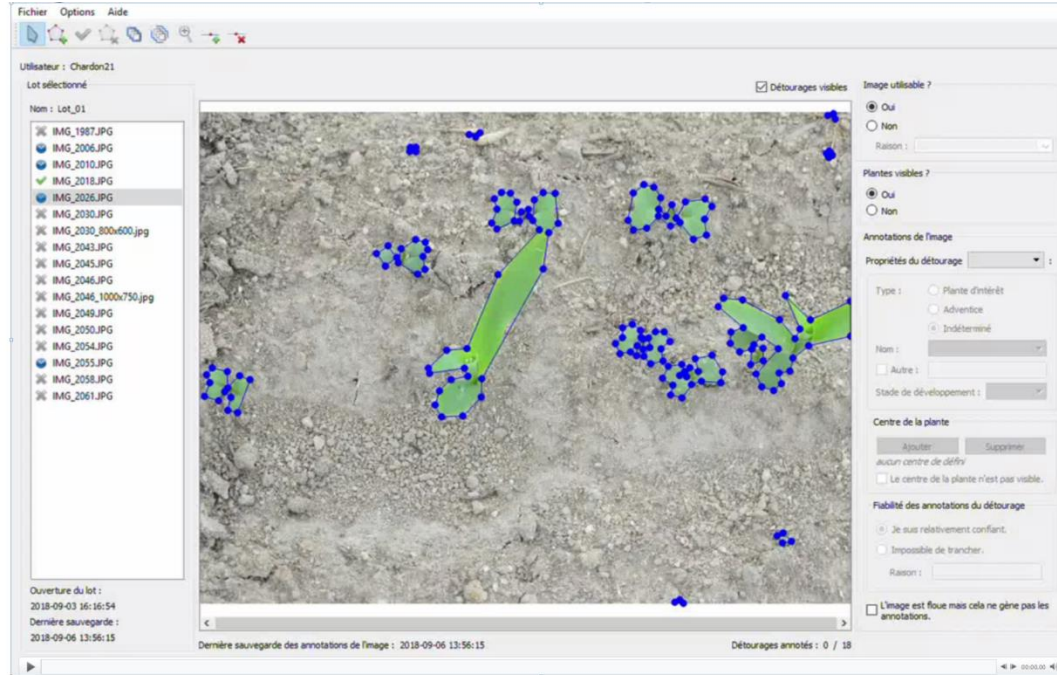 Fichier Options Aide
Utilisateur : Chardon21
Lot sélectionné
Nom : Lot_01
IMG_1987.JPG
IMG_2006.JPG
IMG_2010.JPG
IMG_2018.JPG
IMG_2026.JPG
IMG_2030.JPG
IMG_2030_800x600.jpg
IMG_2043.JPG
IMG_2045.JPG
IMG_2046.JPG
IMG_2046_1000x750.jpg
IMG_2049.JPG
IMG_2050.JPG
IMG_2054.JPG
IMG_2055.JPG
IMG_2058.JPG
IMG_2061.JPG
Ouverture du lot :
2018-09-03 16:16:54
Dernière sauvegarde :
2018-09-06 13:56:15
Détourages visibles
Dernière sauvegarde des annotations de l'image : 2018-09-06 13:56:15
Détourages annotés : 0 / 18
Image utilisable ?
Oui
Non
Raison :
Plantes visibles ?
Oui
Non
Annotations de l'image
Propriétés du détourage :
Type : Plante d'intérêt
Adventice
Indéterminé
Nom :
Autre :
Stade de développement :
Centre de la plante
Ajouter Supprimer
aucun centre de défini
Le centre de la plante n'est pas visible.
Fiabilité des annotations du détourage
Je suis relativement confiant.
Impossible de trancher.
Raison :
L'image est floue mais cela ne gène pas les
annotations.
00:00.00